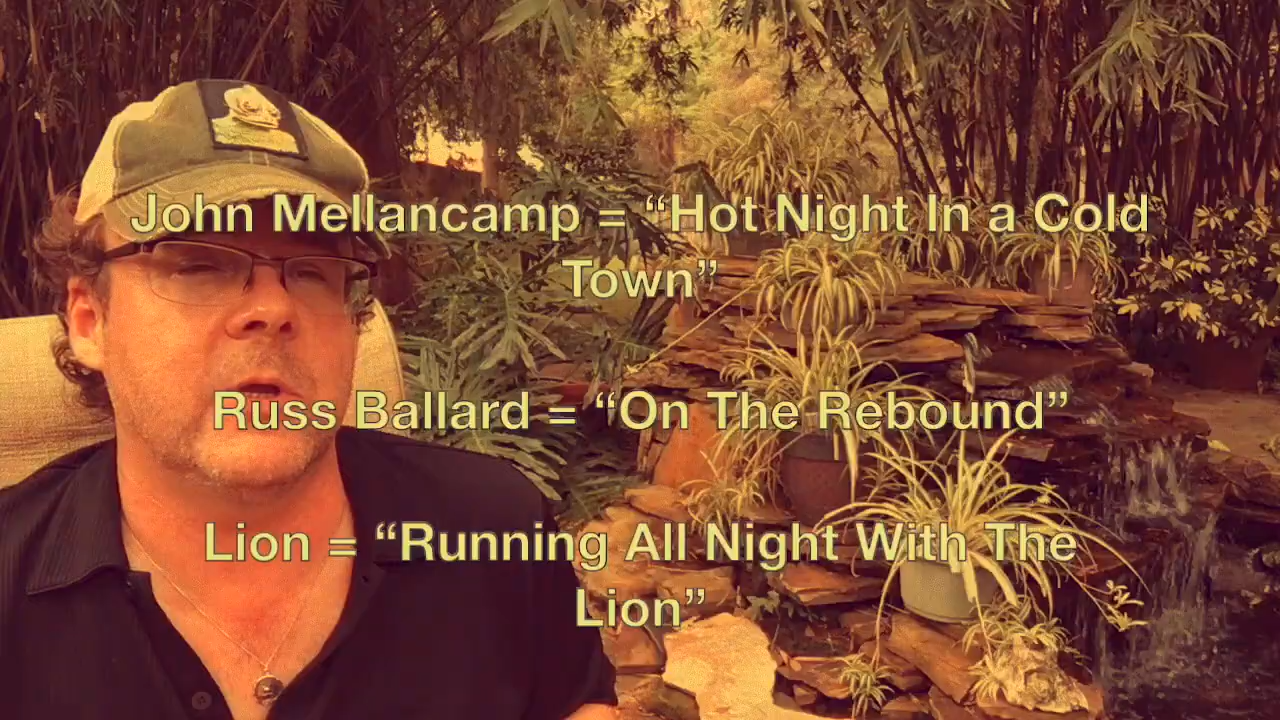 John Mellancamp = “Hot Night In a Cold
Town”
Russ Ballard = “On The Rebound”
Lion = “Running All Night With The
Lion”